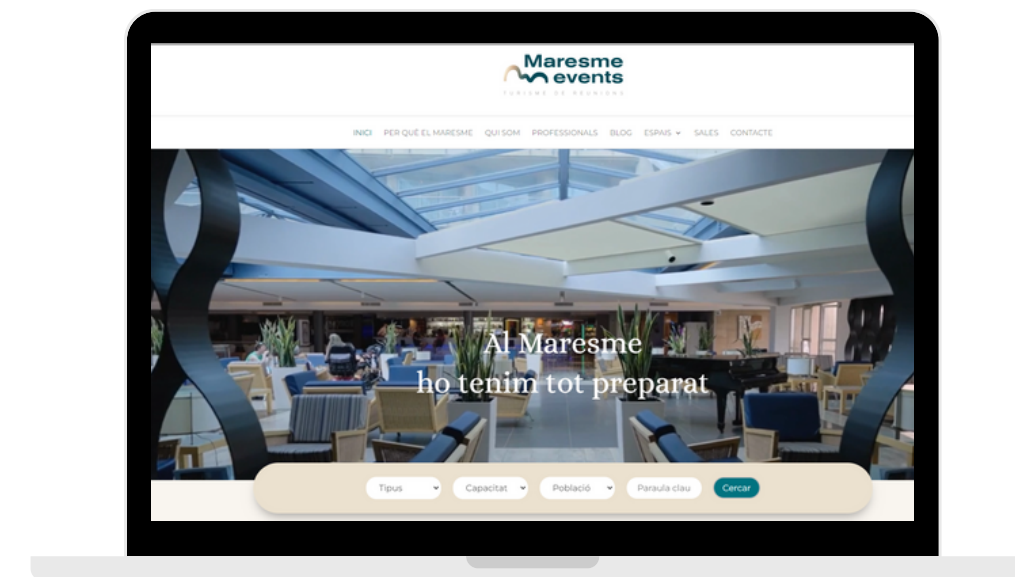 Maresme
events
TURISME DE REUNIONS
INICI PER QUÈ EL MARESME QUI SOM PROFESSIONALS BLOG ESPAIS SALES CONTACTE
Al Maresme
ho tenim tot preparat
Tipus Capacitat Població Paraula clau Cercar